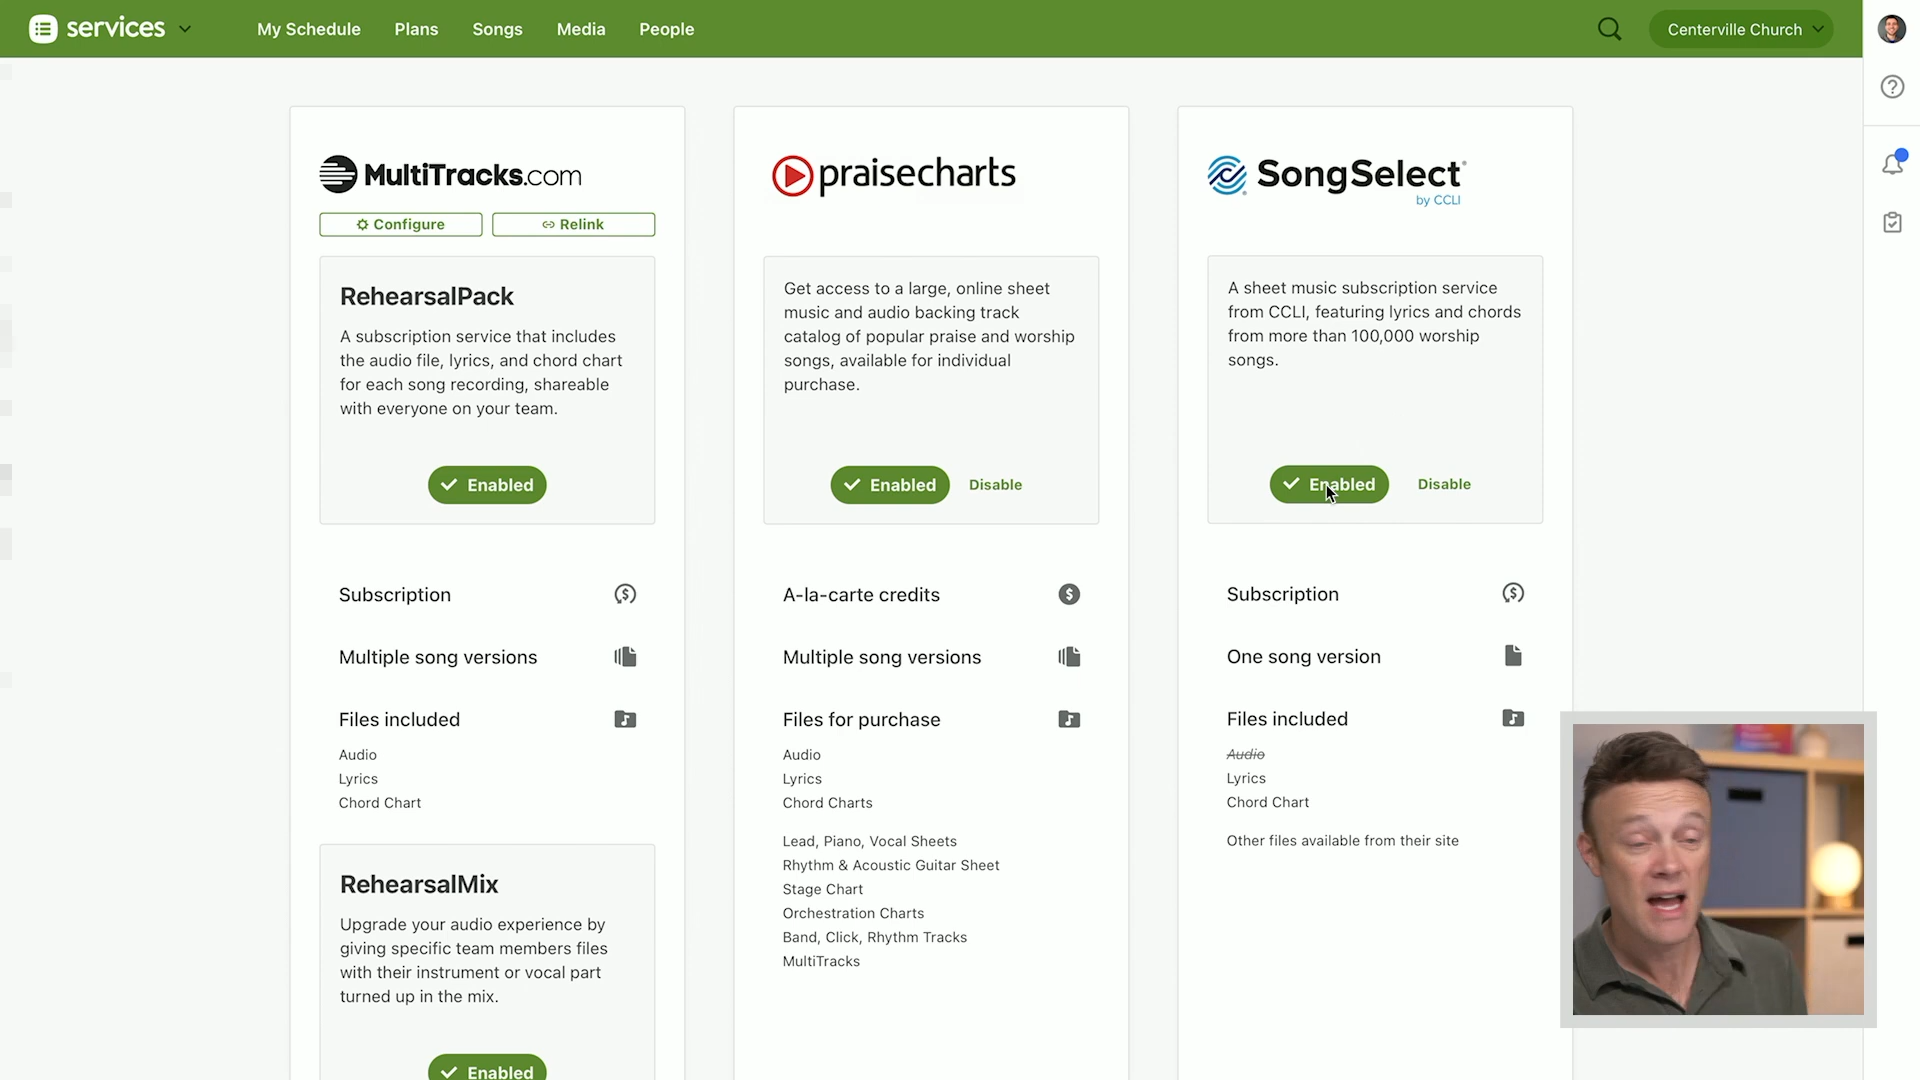 services
My Schedule
Plans
Songs
Media
People
Centerville Church
MultiTracks.com
Configure
Relink
RehearsalPack
A subscription service that includes
the audio file, lyrics, and chord chart
for each song recording, shareable
with everyone on your team.
Enabled
Subscription
Multiple song versions
Files included
Audio
Lyrics
Chord Chart
RehearsalMix
Upgrade your audio experience by
giving specific team members files
with their instrument or vocal part
turned up in the mix.
Enabled
praisecharts
Get access to a large, online sheet
music and audio backing track
catalog of popular praise and worship
songs, available for individual
purchase.
Enabled
Disable
A-la-carte credits
Multiple song versions
Files for purchase
Audio
Lyrics
Chord Charts
Lead, Piano, Vocal Sheets
Rhythm & Acoustic Guitar Sheet
Stage Chart
Orchestration Charts
Band, Click, Rhythm Tracks
MultiTracks
SongSelect®
by CCLI
A sheet music subscription service
from CCLI, featuring lyrics and chords
from more than 100,000 worship
songs.
Enabled
Disable
Subscription
One song version
Files included
Audio
Lyrics
Chord Chart
Other files available from their site